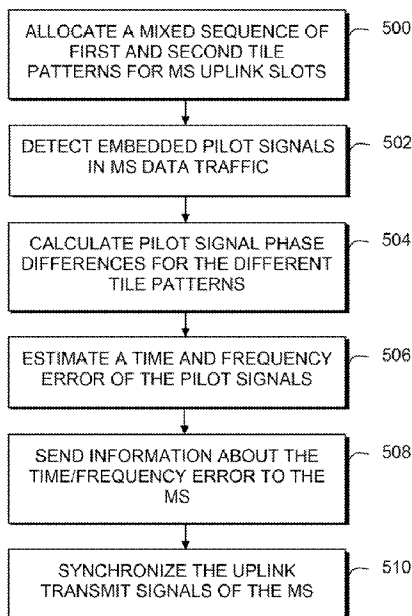 ALLOCATE A MIXED SEQUENCE OF
FIRST AND SECOND TILE
PATTERNS FOR MS UPLINK SLOTS
500
DETECT EMBEDDED PILOT SIGNALS
IN MS DATA TRAFFIC
502
CALCULATE PILOT SIGNAL PHASE
DIFFERENCES FOR THE DIFFERENT
TILE PATTERNS
504
ESTIMATE A TIME AND FREQUENCY
ERROR OF THE PILOT SIGNALS
506
SEND INFORMATION ABOUT THE
TIME/FREQUENCY ERROR TO THE
MS
508
SYNCHRONIZE THE UPLINK
TRANSMIT SIGNALS OF THE MS
510